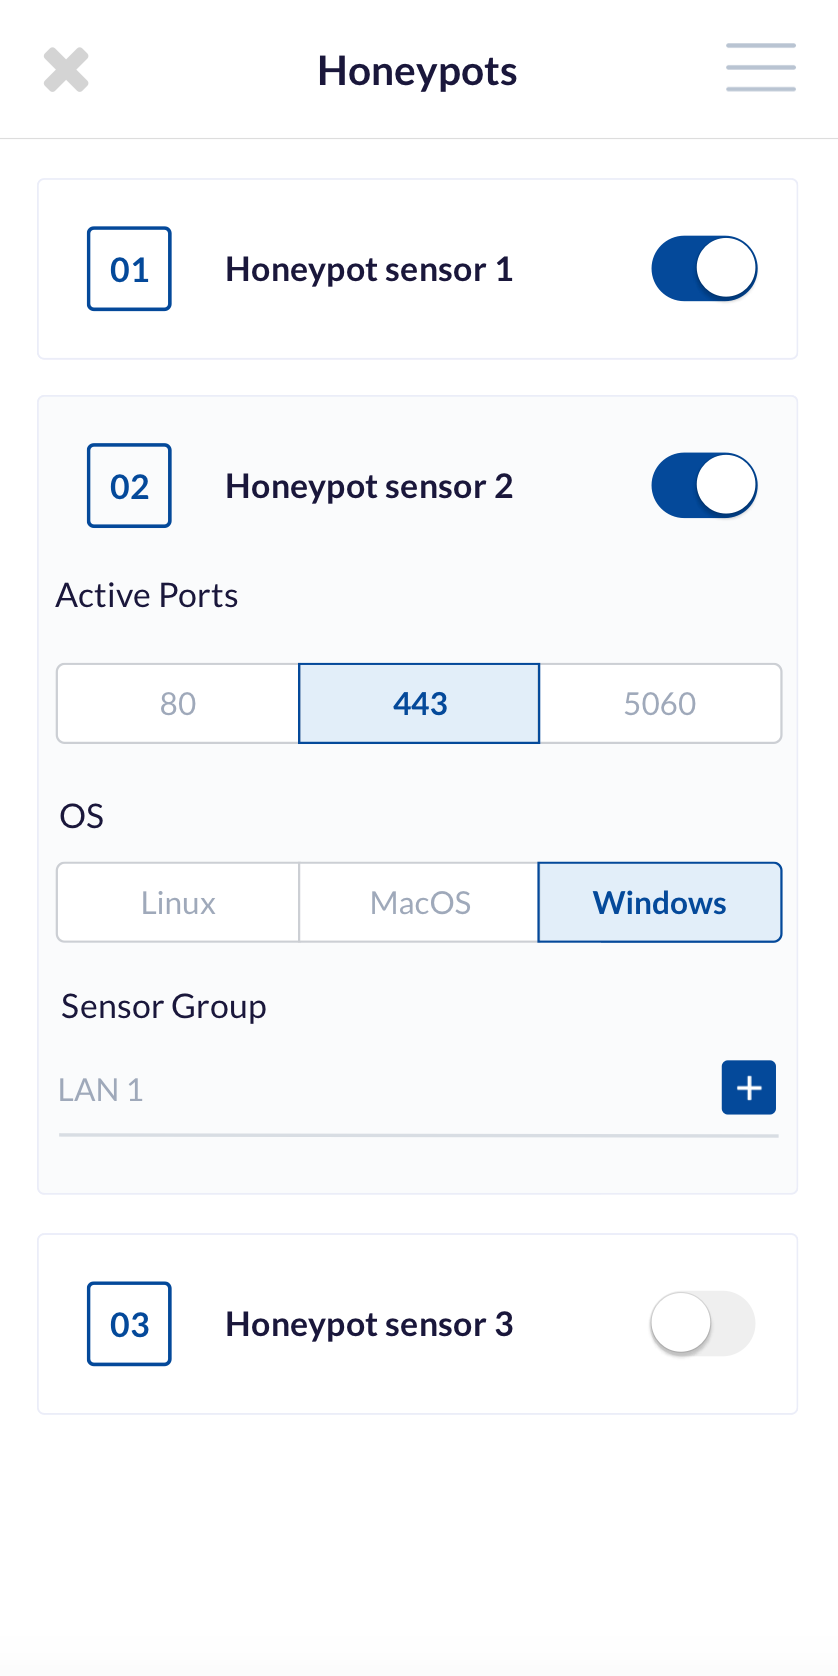 Honeypots
01 Honeypot sensor 1
02 Honeypot sensor 2
Active Ports
80 443 5060
OS
Linux MacOS Windows
Sensor Group
LAN 1
03 Honeypot sensor 3